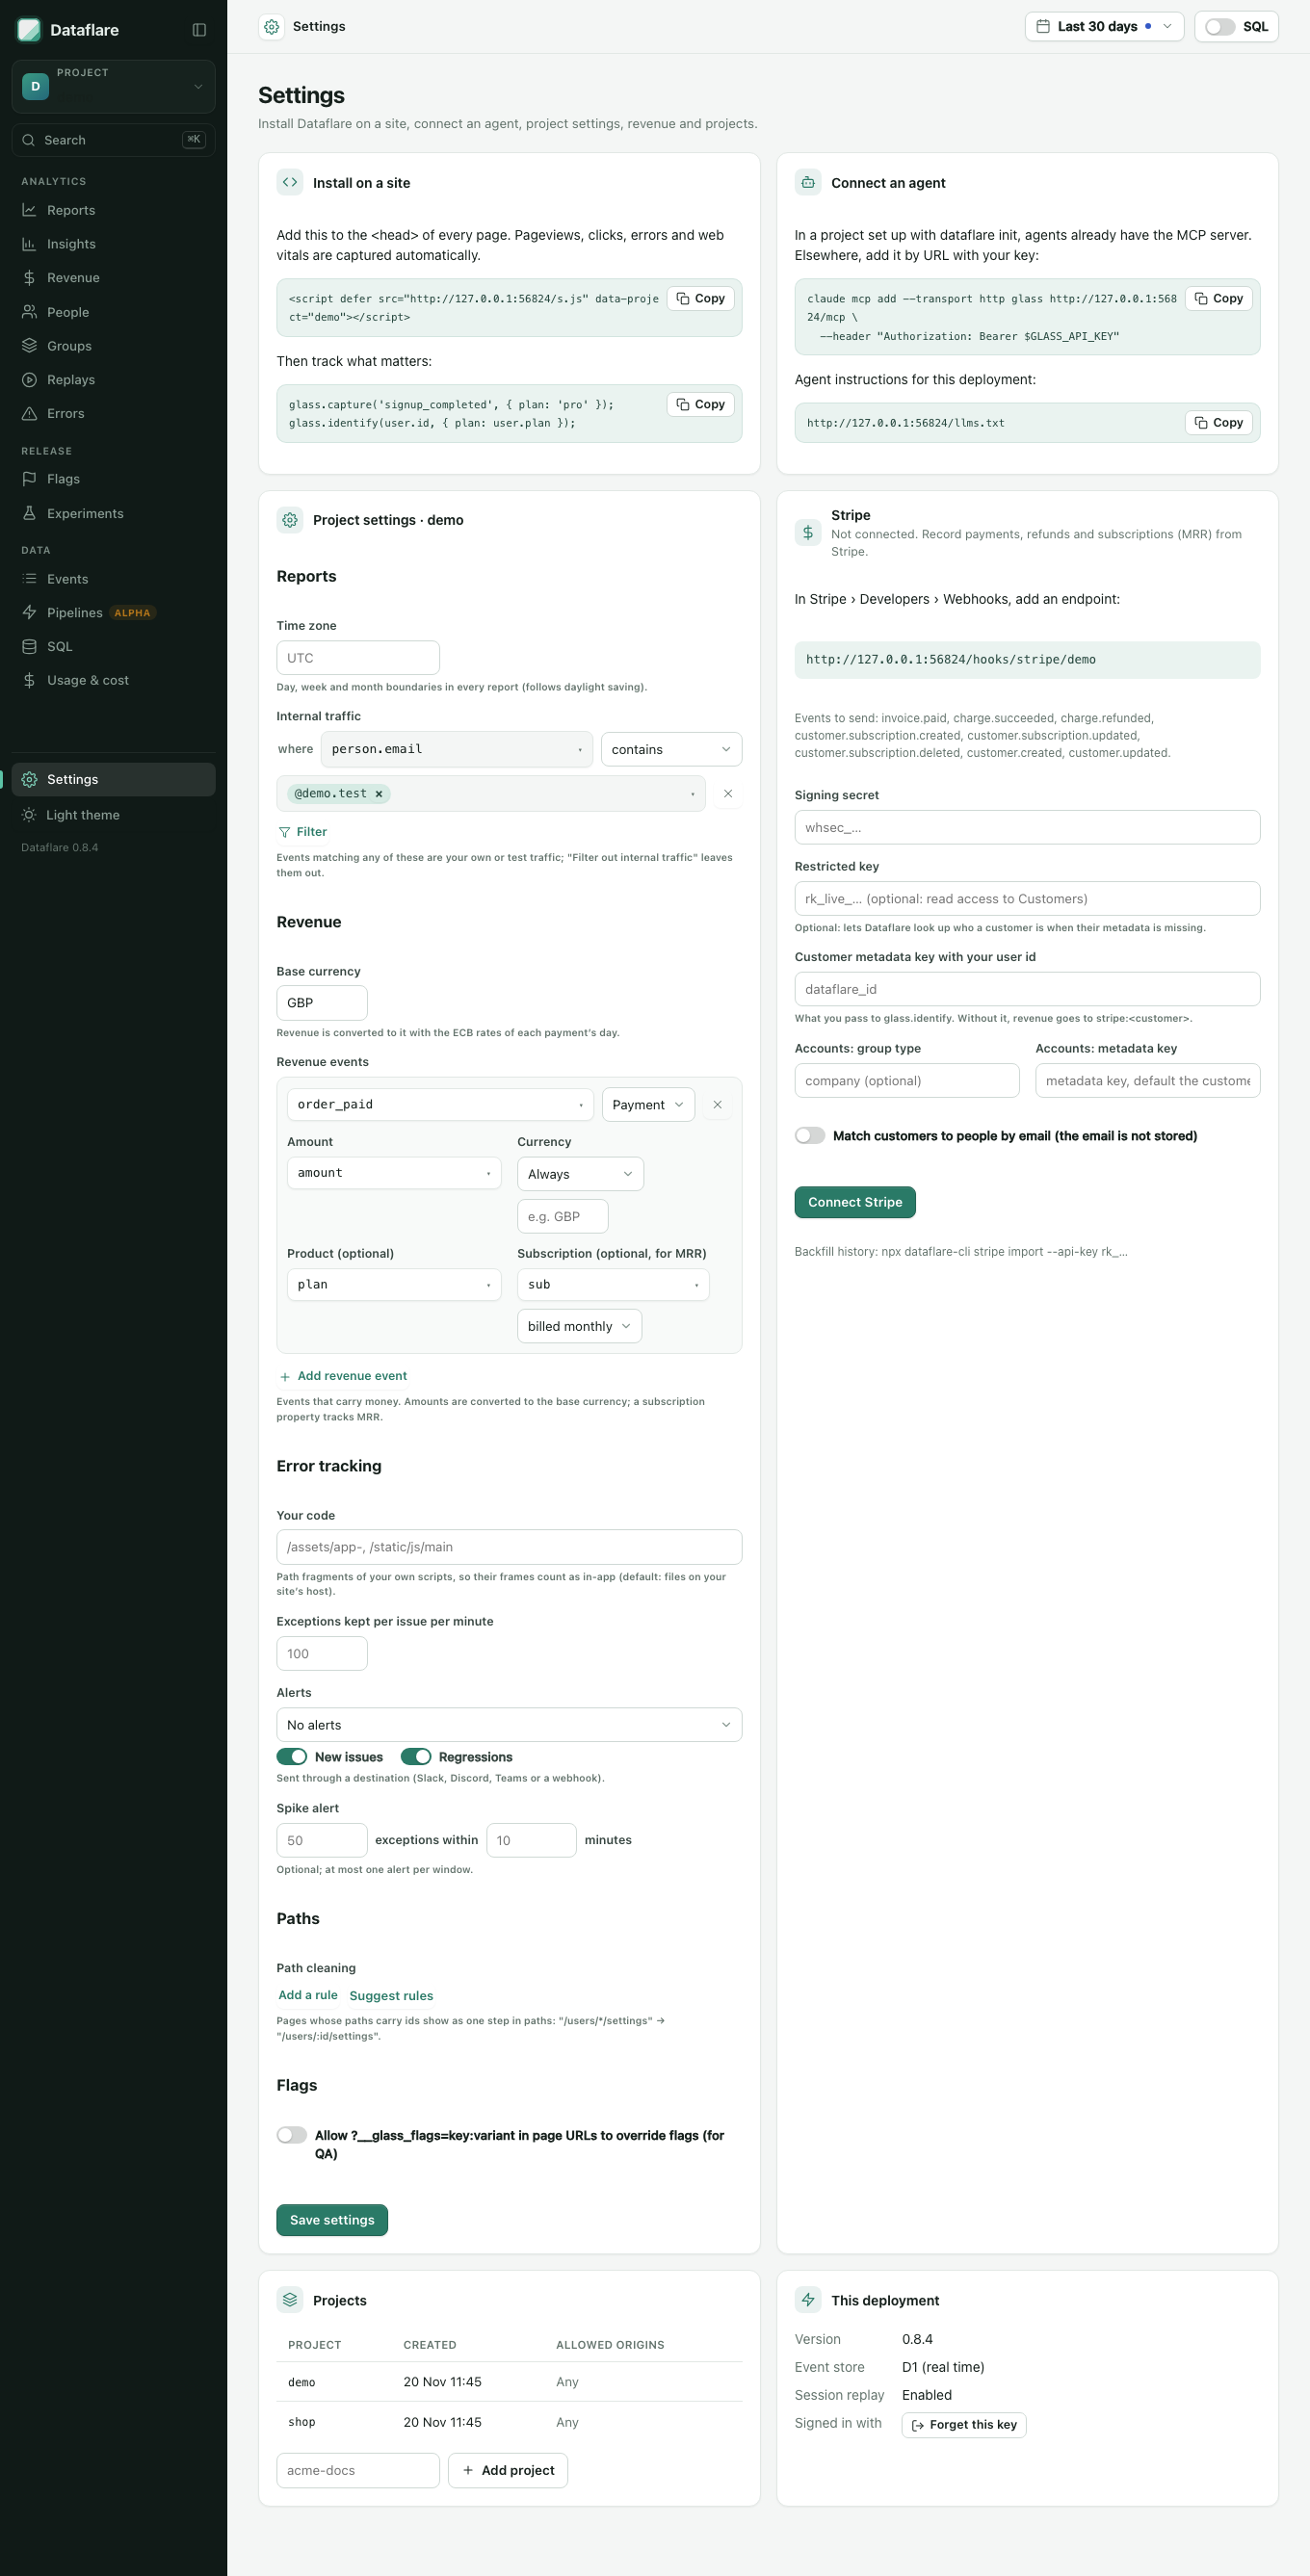 Dataflare
PROJECT
D
Search
⌘K
ANALYTICS
Reports
Insights
Revenue
People
Groups
Replays
Errors
RELEASE
Flags
Experiments
DATA
Events
Pipelines ALPHA
SQL
Usage & cost
Settings
Light theme
Dataflare 0.8.4
Settings
Last 30 days
SQL
Settings
Install Dataflare on a site, connect an agent, project settings, revenue and projects.
Install on a site
Add this to the <head> of every page. Pageviews, clicks, errors and web
vitals are captured automatically.
<script defer src="http://127.0.0.1:56824/s.js" data-proje
ct="demo"></script>
Copy
Then track what matters:
glass.capture('signup_completed', { plan: 'pro' });
glass.identify(user.id, { plan: user.plan });
Copy
Connect an agent
In a project set up with dataflare init, agents already have the MCP server.
Elsewhere, add it by URL with your key:
claude mcp add --transport http glass http://127.0.0.1:568
24/mcp \
--header "Authorization: Bearer $GLASS_API_KEY"
Copy
Agent instructions for this deployment:
http://127.0.0.1:56824/llms.txt
Copy
Project settings · demo
Reports
Time zone
UTC
Day, week and month boundaries in every report (follows daylight saving).
Internal traffic
where person.email contains
@demo.test ×
Filter
Events matching any of these are your own or test traffic; "Filter out internal traffic" leaves
them out.
Revenue
Base currency
GBP
Revenue is converted to it with the ECB rates of each payment's day.
Revenue events
order_paid Payment
Amount Currency
amount Always
e.g. GBP
Product (optional) Subscription (optional, for MRR)
plan sub
billed monthly
Add revenue event
Events that carry money. Amounts are converted to the base currency; a subscription
property tracks MRR.
Error tracking
Your code
/assets/app-, /static/js/main
Path fragments of your own scripts, so their frames count as in-app (default: files on your
site's host).
Exceptions kept per issue per minute
100
Alerts
No alerts
New issues Regressions
Sent through a destination (Slack, Discord, Teams or a webhook).
Spike alert
50 exceptions within 10 minutes
Optional; at most one alert per window.
Paths
Path cleaning
Add a rule Suggest rules
Pages whose paths carry ids show as one step in paths: "/users/*/settings" →
"/users/:id/settings".
Flags
Allow ?__glass_flags=key:variant in page URLs to override flags (for
QA)
Save settings
Stripe
Not connected. Record payments, refunds and subscriptions (MRR) from
Stripe.
In Stripe › Developers › Webhooks, add an endpoint:
http://127.0.0.1:56824/hooks/stripe/demo
Events to send: invoice.paid, charge.succeeded, charge.refunded,
customer.subscription.created, customer.subscription.updated,
customer.subscription.deleted, customer.created, customer.updated.
Signing secret
whsec_…
Restricted key
rk_live_… (optional: read access to Customers)
Optional: lets Dataflare look up who a customer is when their metadata is missing.
Customer metadata key with your user id
dataflare_id
What you pass to glass.identify. Without it, revenue goes to stripe:<customer>.
Accounts: group type Accounts: metadata key
company (optional) metadata key, default the custome
Match customers to people by email (the email is not stored)
Connect Stripe
Backfill history: npx dataflare-cli stripe import --api-key rk_…
Projects
PROJECT CREATED ALLOWED ORIGINS
demo 20 Nov 11:45 Any
shop 20 Nov 11:45 Any
acme-docs Add project
This deployment
Version 0.8.4
Event store D1 (real time)
Session replay Enabled
Signed in with Forget this key